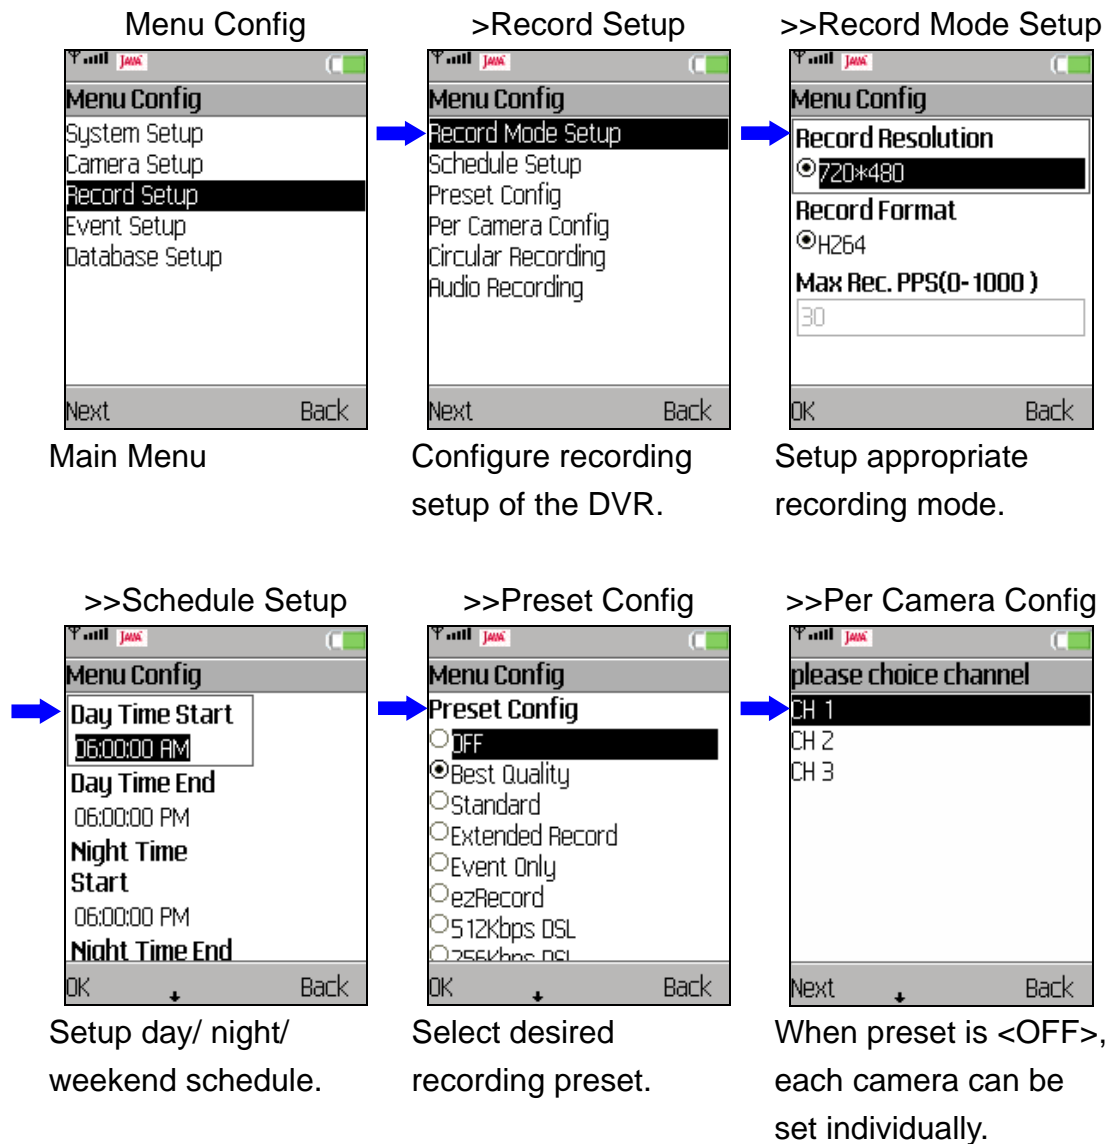 Menu Config
>Record Setup
>>Record Mode Setup
JAVA
Menu Config
System Setup
Camera Setup
Record Setup
Event Setup
Database Setup
Next Back
JAVA
Menu Config
Record Mode Setup
Schedule Setup
Preset Config
Per Camera Config
Circular Recording
Audio Recording
Next Back
JAVA
Menu Config
Record Resolution
720*480
Record Format
H264
Max Rec. PPS(0-1000 )
30
OK Back
Main Menu
Configure recording
setup of the DVR.
Setup appropriate
recording mode.
>>Schedule Setup
>>Preset Config
>>Per Camera Config
JAVA
Menu Config
Day Time Start
06:00:00 AM
Day Time End
06:00:00 PM
Night Time
Start
06:00:00 PM
Night Time End
OK Back
JAVA
Menu Config
Preset Config
OFF
Best Quality
Standard
Extended Record
Event Only
ezRecord
512Kbps DSL
256Kbps DSL
OK Back
JAVA
please choice channel
CH 1
CH 2
CH 3
Next Back
Setup day/ night/
weekend schedule.
Select desired
recording preset.
When preset is <OFF>,
each camera can be
set individually.